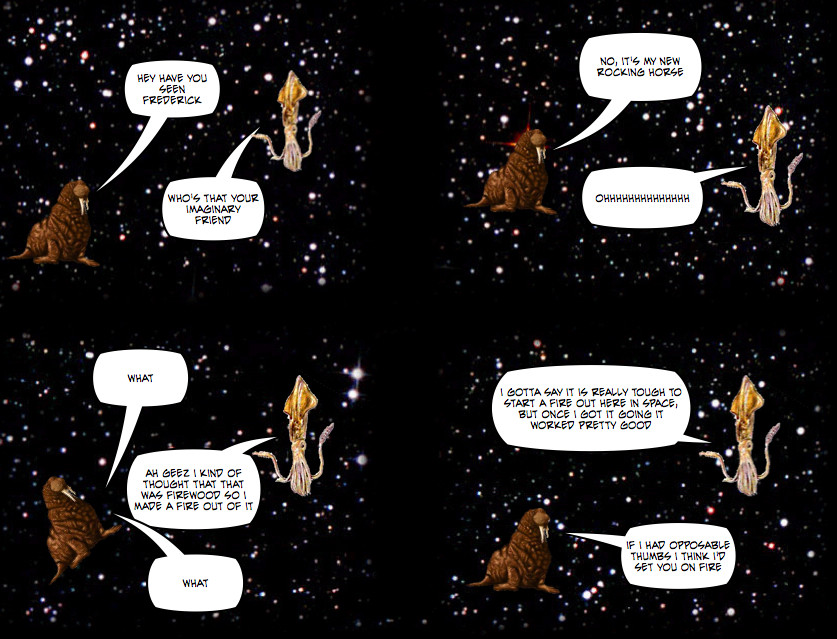 HEY HAVE YOU
SEEN
FREDERICK
WHO'S THAT YOUR
IMAGINARY
FRIEND
NO, IT'S MY NEW
ROCKING HORSE
OHHHHHHHHHHHHHH
WHAT
AH GEEZ I KIND OF
THOUGHT THAT THAT
WAS FIREWOOD SO I
MADE A FIRE OUT OF IT
WHAT
I GOTTA SAY IT IS REALLY TOUGH TO
START A FIRE OUT HERE IN SPACE,
BUT ONCE I GOT IT GOING IT
WORKED PRETTY GOOD
IF I HAD OPPOSABLE
THUMBS I THINK I'D
SET YOU ON FIRE